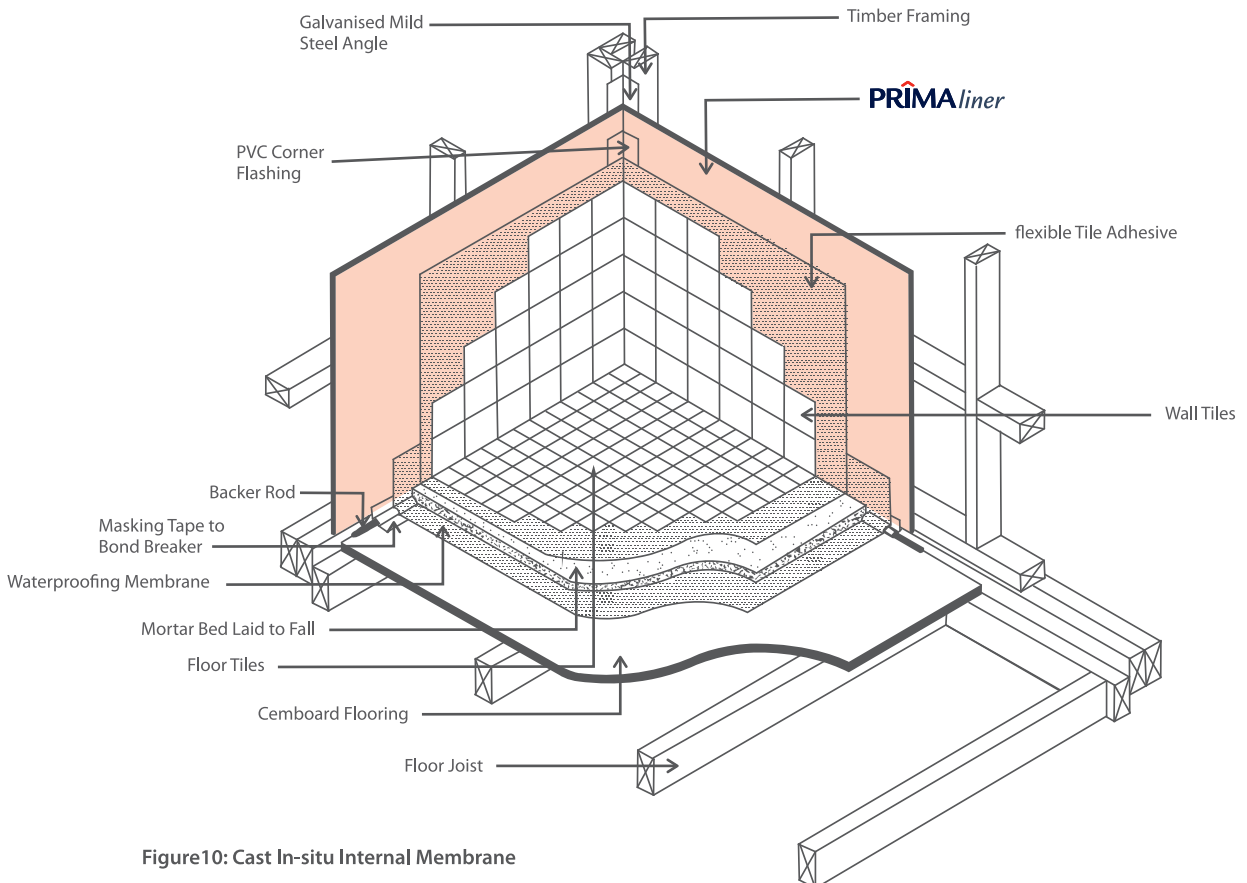 Galvanised Mild
Steel Angle
Timber Framing
PRÎMAliner
PVC Corner
Flashing
flexible Tile Adhesive
Wall Tiles
Backer Rod
Masking Tape to
Bond Breaker
Waterproofing Membrane
Mortar Bed Laid to Fall
Floor Tiles
Cemboard Flooring
Floor Joist
Figure10: Cast In-situ Internal Membrane